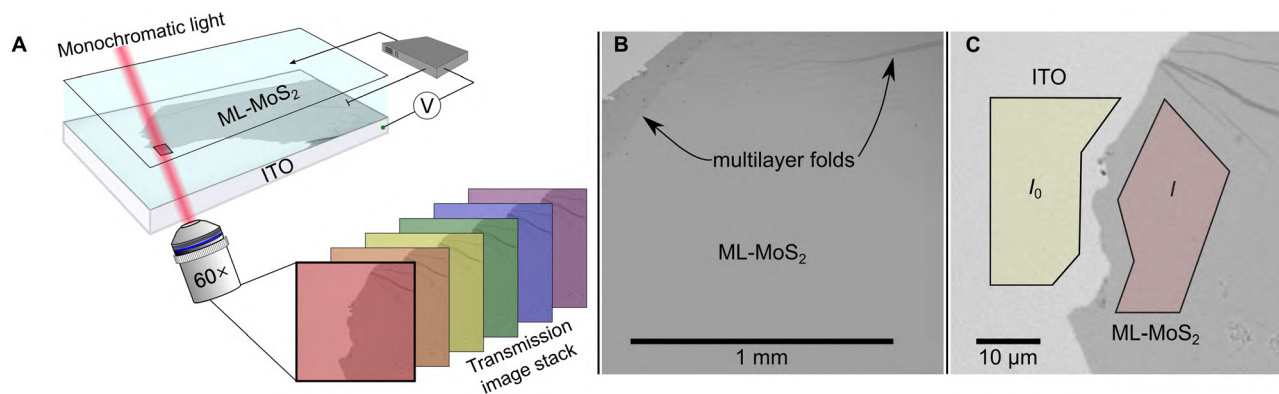 A
Monochromatic light
ML-MoS₂
V
ITO
60×
Transmission
image stack
B
multilayer folds
ML-MoS₂
1 mm
C
ITO
I₀
I
ML-MoS₂
10 µm